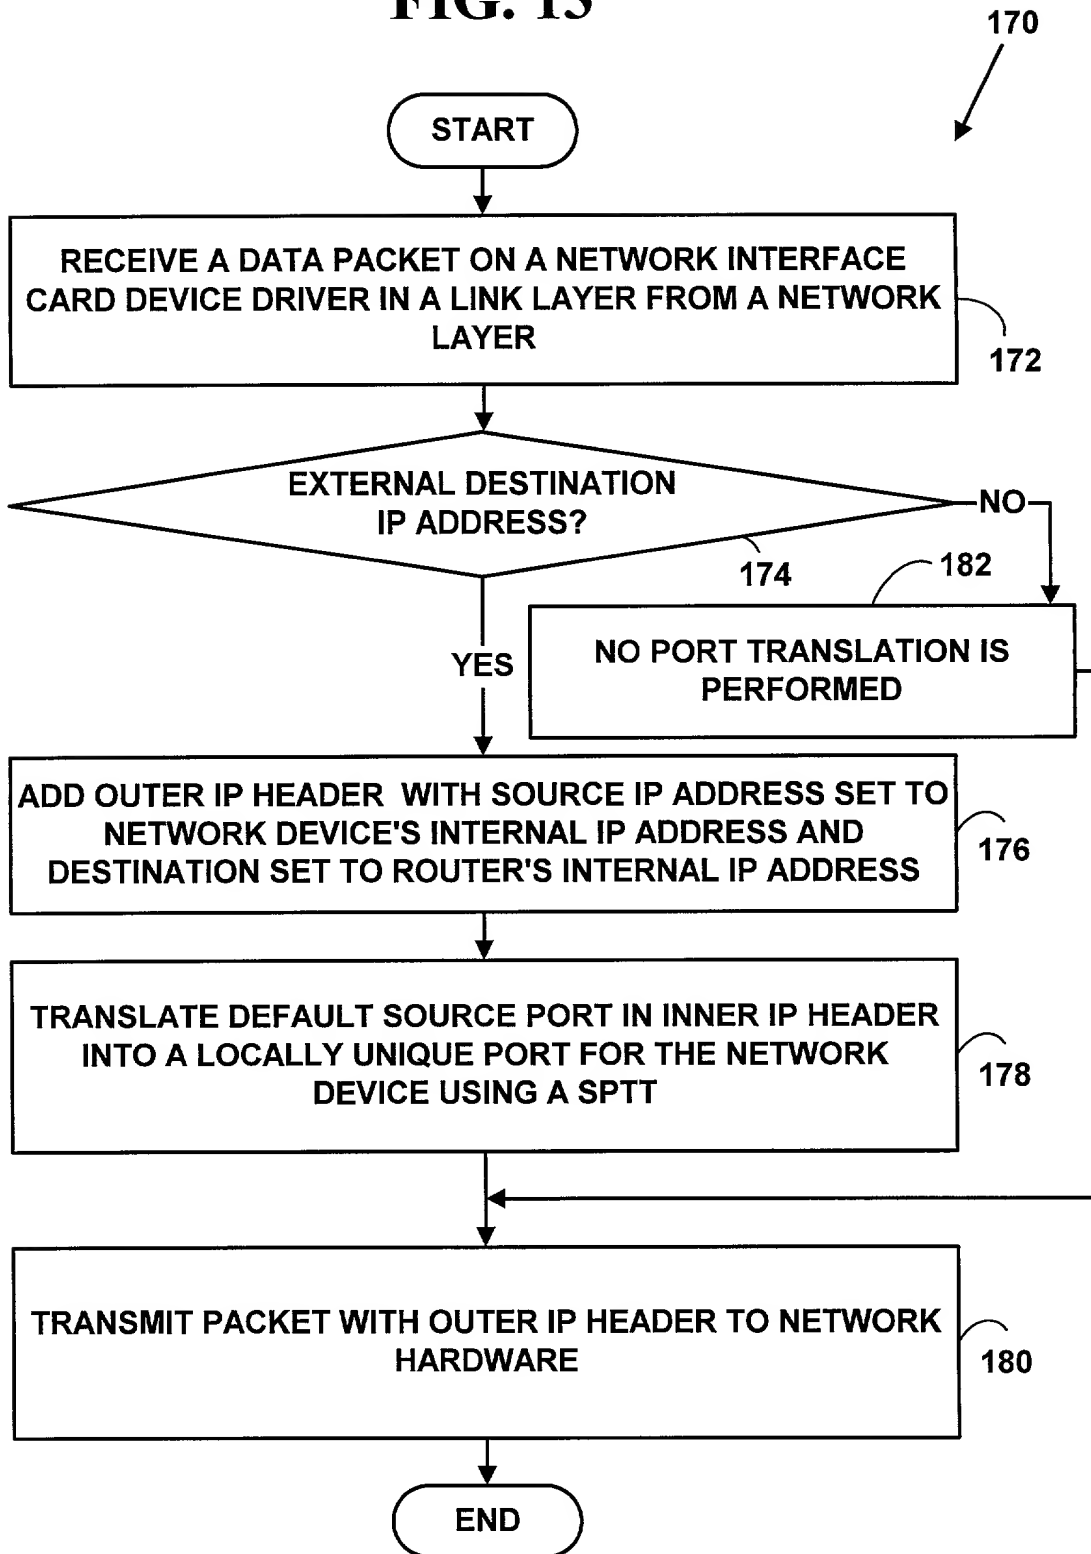 FIG. 13
170
START
RECEIVE A DATA PACKET ON A NETWORK INTERFACE
CARD DEVICE DRIVER IN A LINK LAYER FROM A NETWORK
LAYER
172
EXTERNAL DESTINATION
IP ADDRESS?
NO
174
182
YES
NO PORT TRANSLATION IS
PERFORMED
ADD OUTER IP HEADER WITH SOURCE IP ADDRESS SET TO
NETWORK DEVICE'S INTERNAL IP ADDRESS AND
DESTINATION SET TO ROUTER'S INTERNAL IP ADDRESS
176
TRANSLATE DEFAULT SOURCE PORT IN INNER IP HEADER
INTO A LOCALLY UNIQUE PORT FOR THE NETWORK
DEVICE USING A SPTT
178
TRANSMIT PACKET WITH OUTER IP HEADER TO NETWORK
HARDWARE
180
END